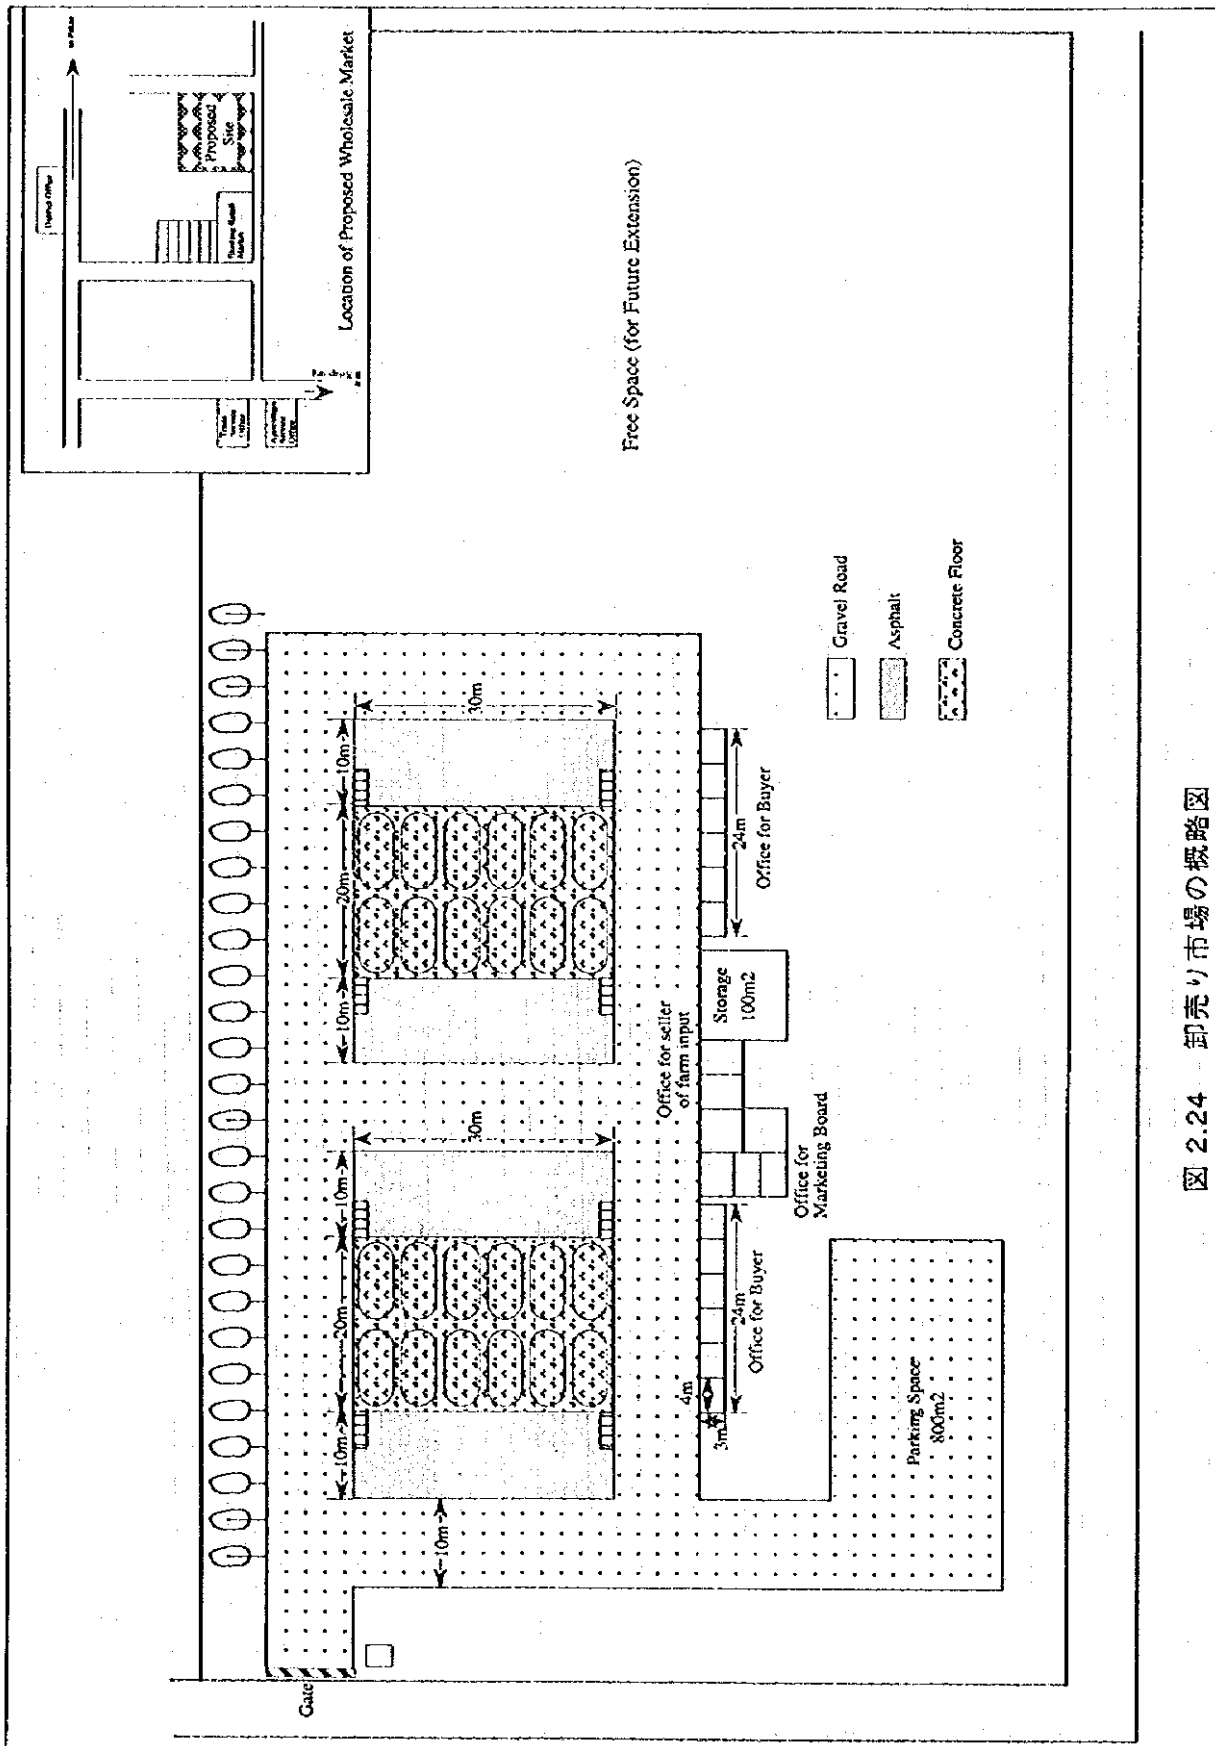 District Office
Proposed
Site
Location of Proposed Wholesale Market
Free Space (for Future Extension)
Gate
10m
10m
20m
10m
30m
10m
20m
10m
30m
Office for seller
of farm input
Storage
100m2
Office for
Marketing Board
4m
3m
24m
Office for Buyer
24m
Office for Buyer
Parking Space
800m2
Gravel Road
Asphalt
Concrete Floor
図 2.24 卸売り市場の概略図